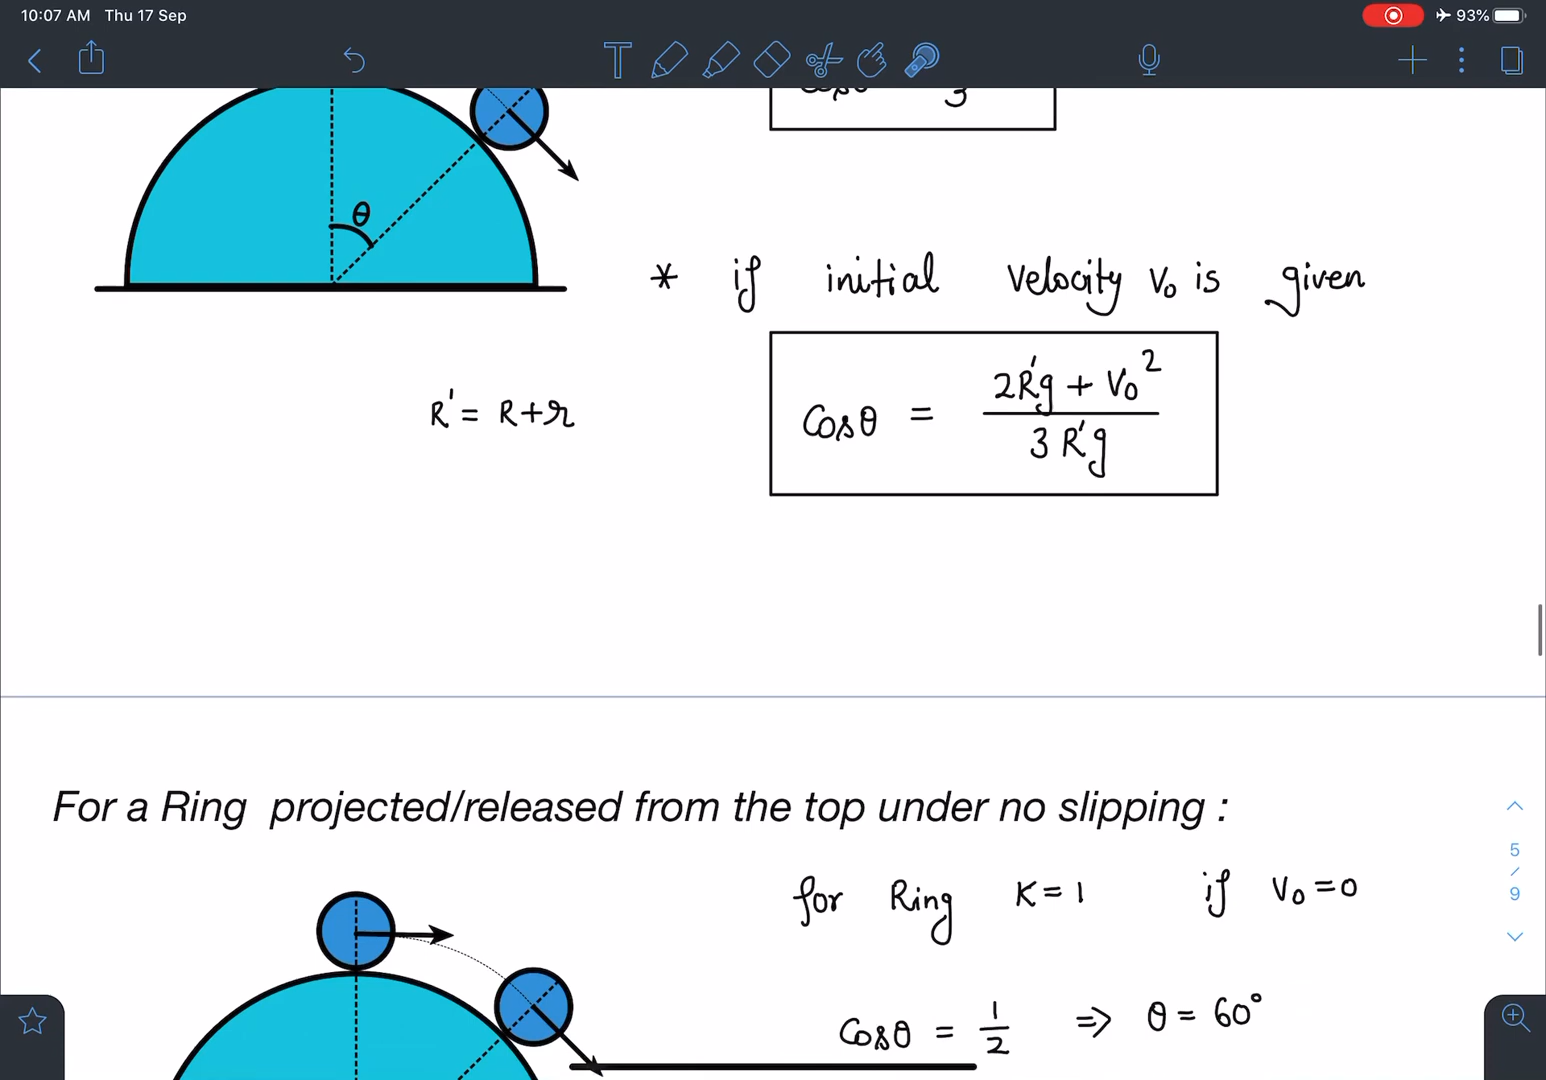 10:07 AM Thu 17 Sep
93%
T
3
θ
* if initial velocity v₀ is given
R' = R+r
Cosθ = (2R'g + V₀²) / (3R'g)
For a Ring projected/released from the top under no slipping :
for Ring K = 1 if V₀ = 0
Cosθ = 1/2 ⇒ θ = 60°
5
/
9